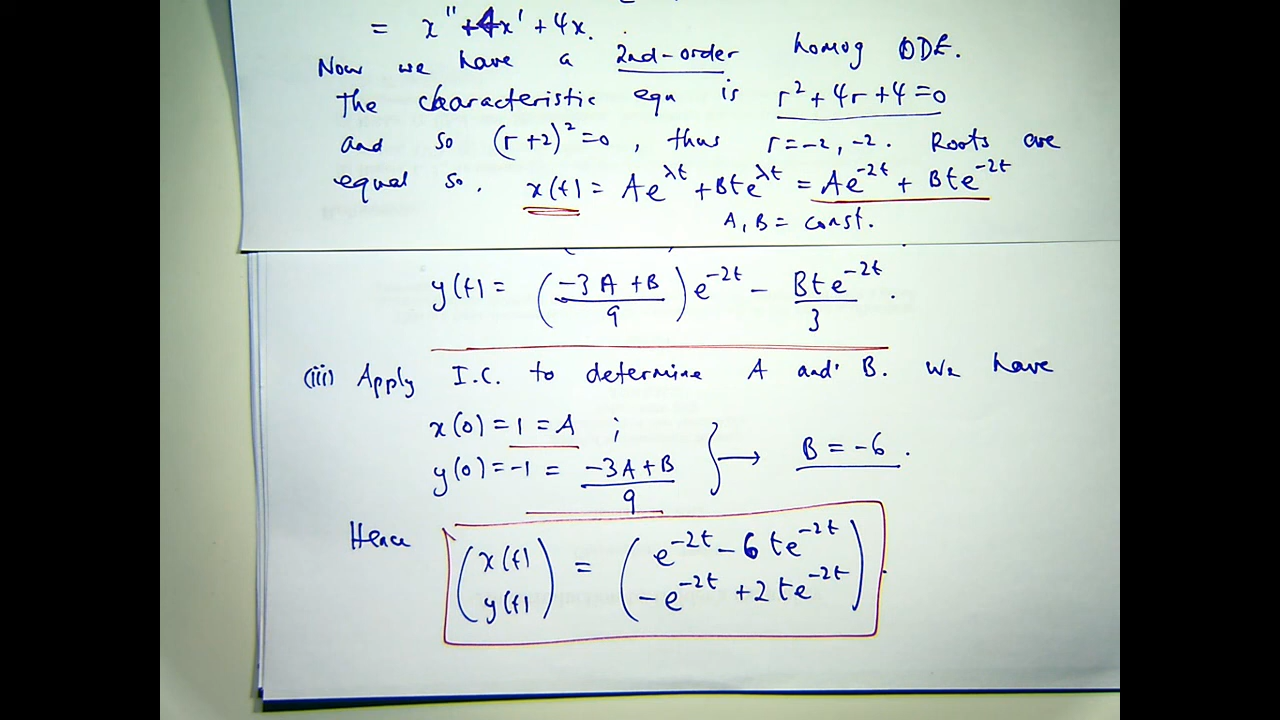 = x'' + 4x' + 4x.
Now we have a 2nd-order homog ODE.
The characteristic equ is r² + 4r + 4 = 0
and so (r + 2)² = 0, thus r = -2, -2. Roots are
equal so. x(t) = Ae^{λt} + Bte^{λt} = Ae^{-2t} + Bte^{-2t}
A, B = const.
y(t) = ((-3A + B)/9) e^{-2t} - Bte^{-2t}/3.
(iii) Apply I.C. to determine A and B. We have
x(0) = 1 = A ;
y(0) = -1 = (-3A + B)/9 } → B = -6.
Hence
(x(t)) = (e^{-2t} - 6te^{-2t})
(y(t)) (-e^{-2t} + 2te^{-2t}).